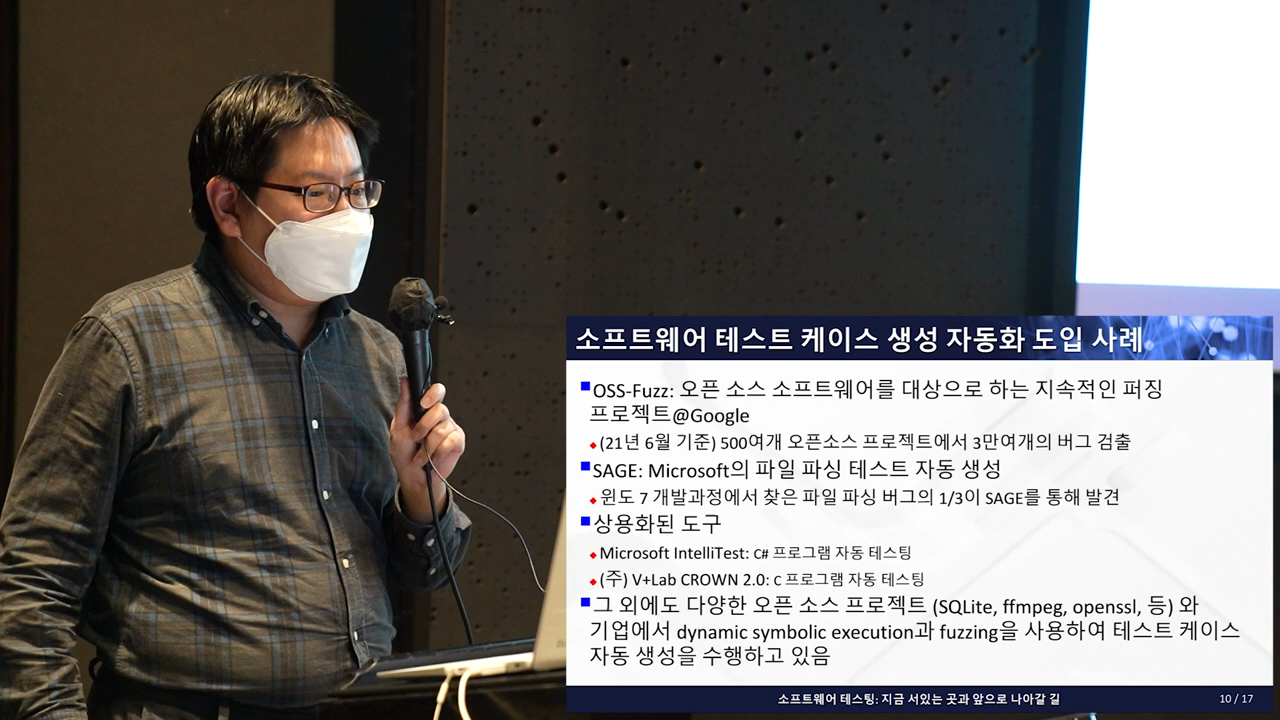 소프트웨어 테스트 케이스 생성 자동화 도입 사례
OSS-Fuzz: 오픈 소스 소프트웨어를 대상으로 하는 지속적인 퍼징
프로젝트@Google
(21년 6월 기준) 500여개 오픈소스 프로젝트에서 3만여개의 버그 검출
SAGE: Microsoft의 파일 파싱 테스트 자동 생성
윈도 7 개발과정에서 찾은 파일 파싱 버그의 1/3이 SAGE를 통해 발견
상용화된 도구
Microsoft IntelliTest: C# 프로그램 자동 테스팅
(주) V+Lab CROWN 2.0: C 프로그램 자동 테스팅
그 외에도 다양한 오픈 소스 프로젝트 (SQLite, ffmpeg, openssl, 등) 와
기업에서 dynamic symbolic execution과 fuzzing을 사용하여 테스트 케이스
자동 생성을 수행하고 있음
소프트웨어 테스팅: 지금 서있는 곳과 앞으로 나아갈 길
10 / 17